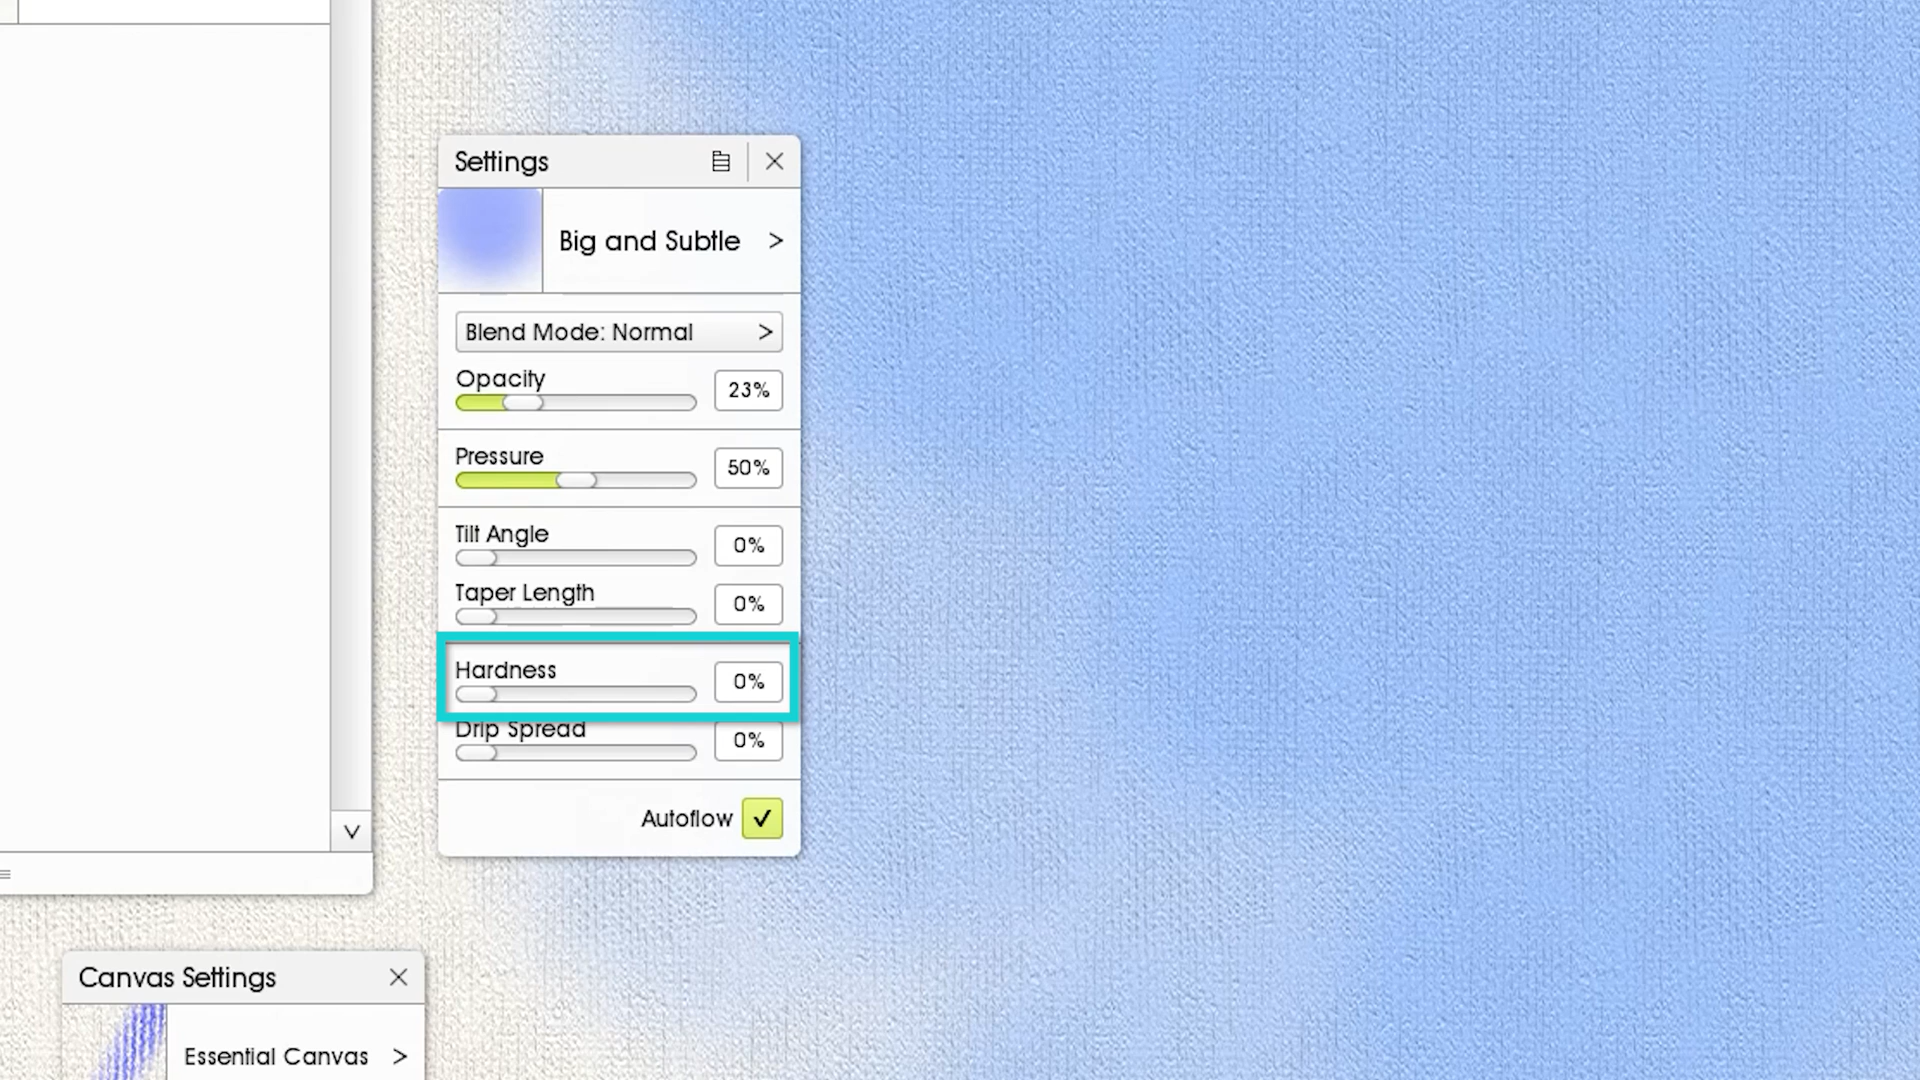 Settings
Big and Subtle >
Blend Mode: Normal >
Opacity
23%
Pressure
50%
Tilt Angle
0%
Taper Length
0%
Hardness
0%
Drip Spread
0%
Autoflow
Canvas Settings
Essential Canvas >